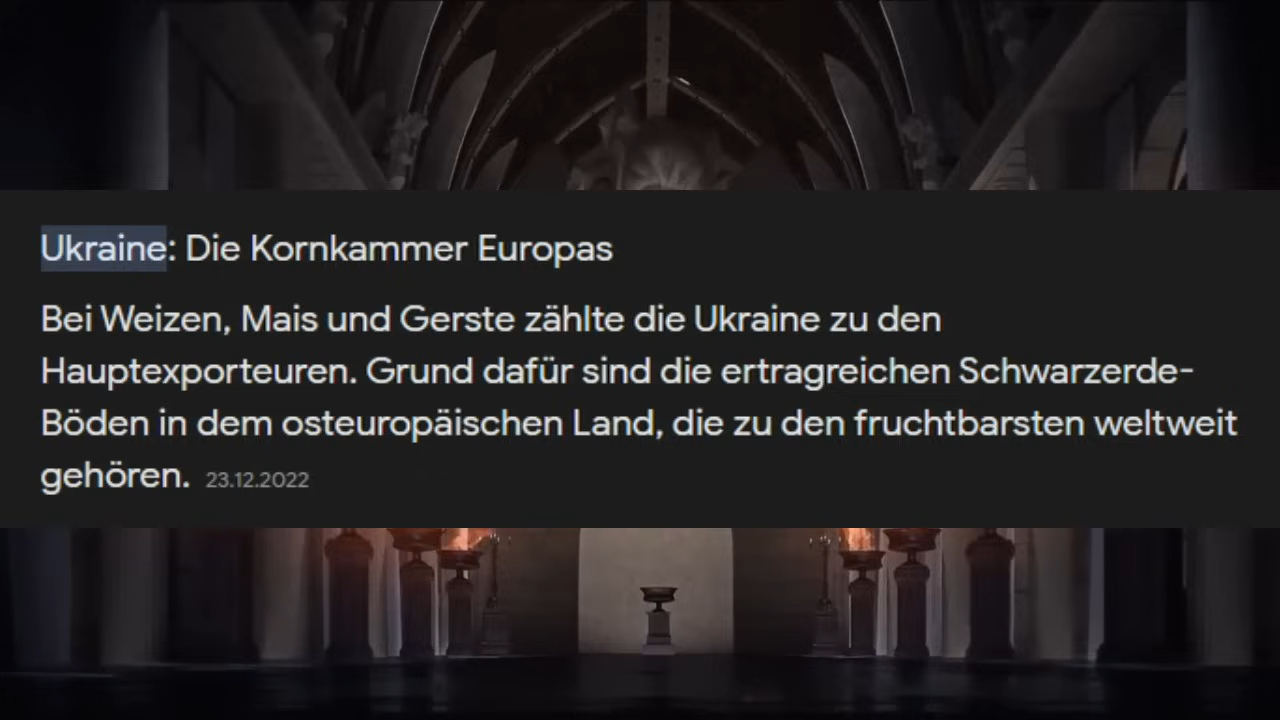 Ukraine: Die Kornkammer Europas
Bei Weizen, Mais und Gerste zählte die Ukraine zu den
Hauptexporteuren. Grund dafür sind die ertragreichen Schwarzerde-
Böden in dem osteuropäischen Land, die zu den fruchtbarsten weltweit
gehören. 23.12.2022